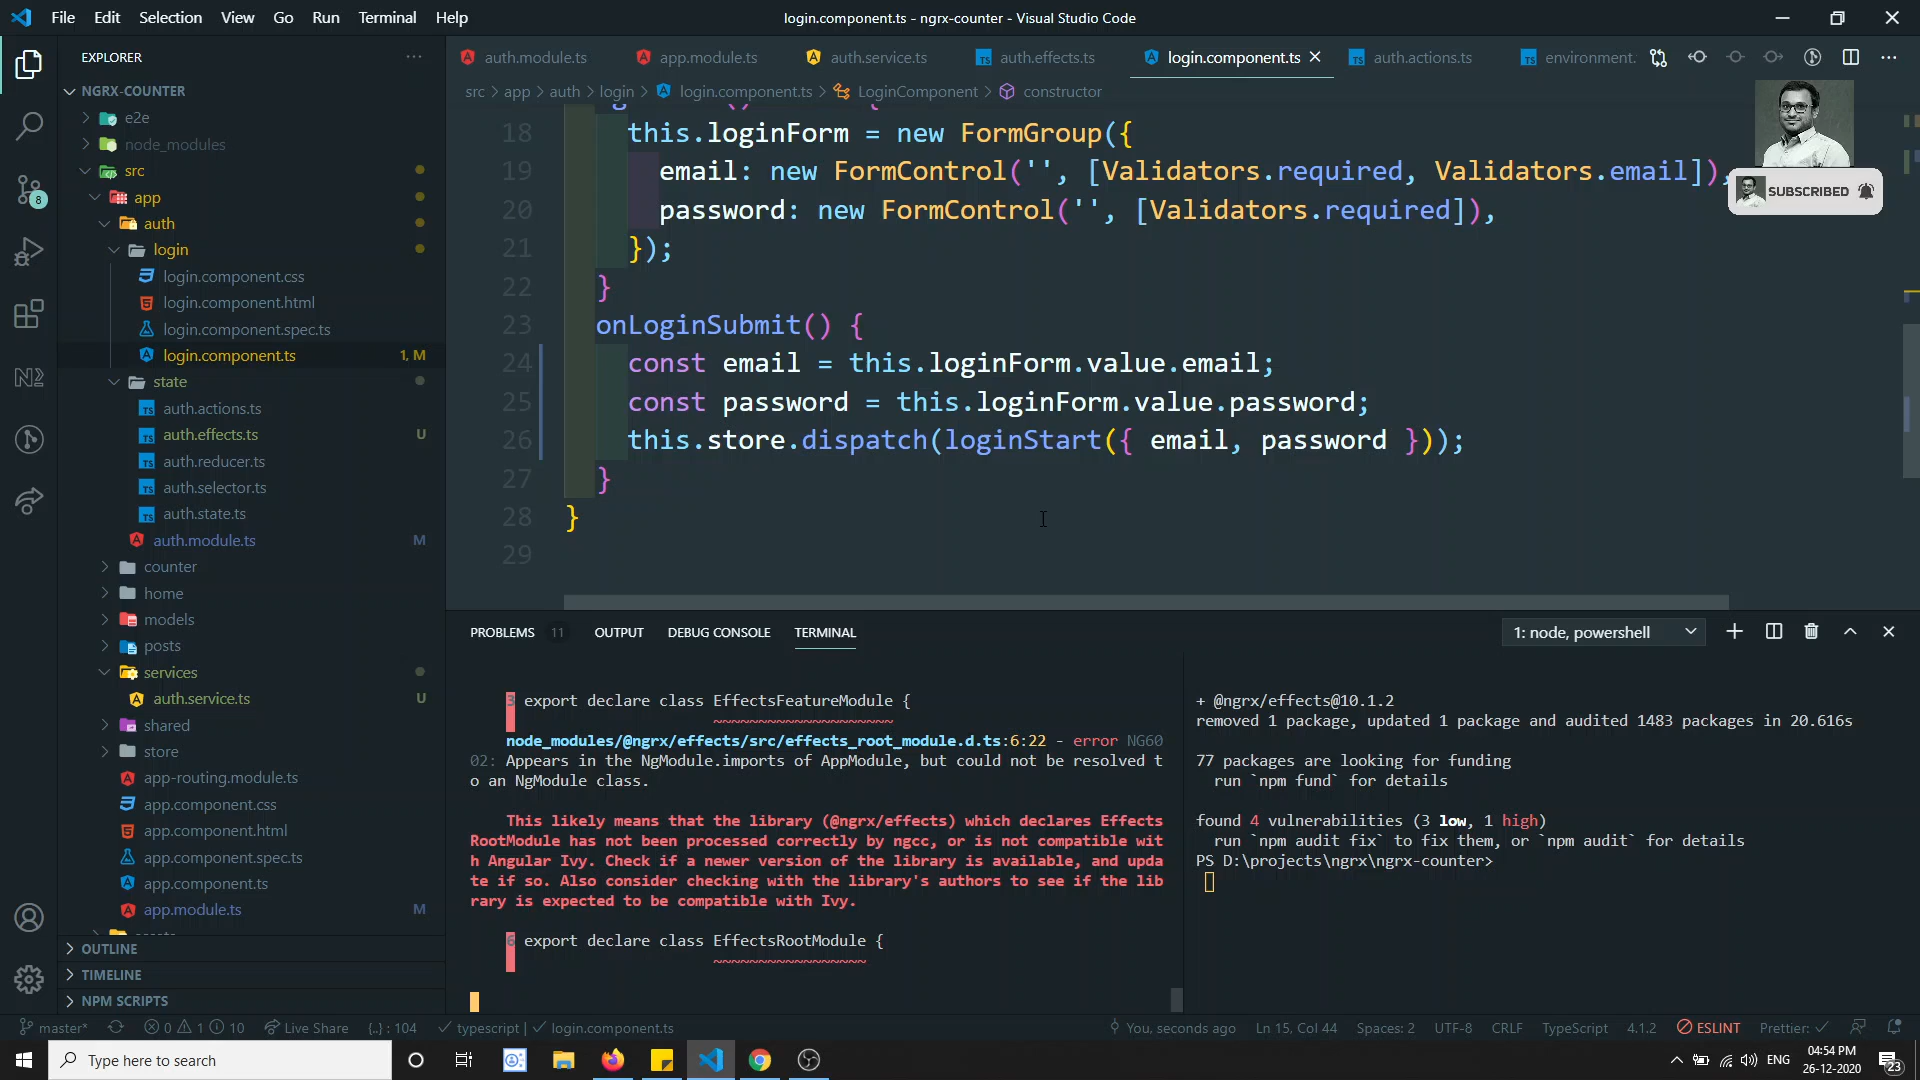 File Edit Selection View Go Run Terminal Help
login.component.ts - ngrx-counter - Visual Studio Code
EXPLORER
auth.module.ts
app.module.ts
auth.service.ts
auth.effects.ts
login.component.ts
auth.actions.ts
environment.
src > app > auth > login > login.component.ts > LoginComponent > constructor
NGRX-COUNTER
e2e
node_modules
src
app
auth
login
login.component.css
login.component.html
login.component.spec.ts
login.component.ts 1, M
state
auth.actions.ts
auth.effects.ts U
auth.reducer.ts
auth.selector.ts
auth.state.ts
auth.module.ts M
counter
home
models
posts
services
auth.service.ts U
shared
store
app-routing.module.ts
app.component.css
app.component.html
app.component.spec.ts
app.component.ts
app.module.ts M
OUTLINE
TIMELINE
NPM SCRIPTS
8
18 this.loginForm = new FormGroup({
19 email: new FormControl('', [Validators.required, Validators.email]),
20 password: new FormControl('', [Validators.required]),
21 });
22 }
23 onLoginSubmit() {
24 const email = this.loginForm.value.email;
25 const password = this.loginForm.value.password;
26 this.store.dispatch(loginStart({ email, password }));
27 }
28 }
29
SUBSCRIBED
PROBLEMS 11 OUTPUT DEBUG CONSOLE TERMINAL
1: node, powershell
3 export declare class EffectsFeatureModule {
~~~~~~~~~~~~~~~~~~~~
node_modules/@ngrx/effects/src/effects_root_module.d.ts:6:22 - error NG60
02: Appears in the NgModule.imports of AppModule, but could not be resolved t
o an NgModule class.
This likely means that the library (@ngrx/effects) which declares Effects
RootModule has not been processed correctly by ngcc, or is not compatible wit
h Angular Ivy. Check if a newer version of the library is available, and upda
te if so. Also consider checking with the library's authors to see if the lib
rary is expected to be compatible with Ivy.
6 export declare class EffectsRootModule {
~~~~~~~~~~~~~~~~~
+ @ngrx/effects@10.1.2
removed 1 package, updated 1 package and audited 1483 packages in 20.616s
77 packages are looking for funding
run `npm fund` for details
found 4 vulnerabilities (3 low, 1 high)
run `npm audit fix` to fix them, or `npm audit` for details
PS D:\projects\ngrx\ngrx-counter>
master* 0 1 10 Live Share {..} : 104 typescript | login.component.ts
You, seconds ago Ln 15, Col 44 Spaces: 2 UTF-8 CRLF TypeScript 4.1.2 ESLINT Prettier:
Type here to search
ENG
04:54 PM
26-12-2020
23